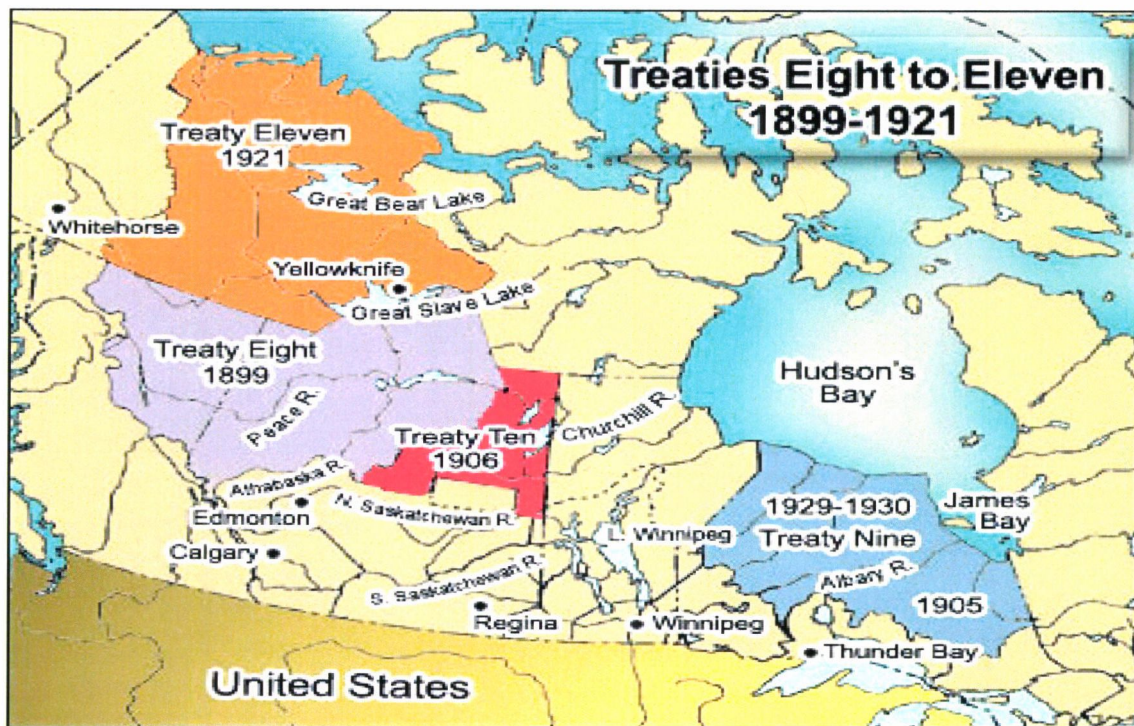 Treaties Eight to Eleven
1899-1921
Treaty Eleven
1921
Great Bear Lake
Whitehorse
Yellowknife
Great Slave Lake
Treaty Eight
1899
Peace R.
Hudson's
Bay
Treaty Ten
1906
Churchill R.
Athabaska R.
Edmonton
N. Saskatchewan R.
1929-1930
Treaty Nine
James
Bay
L. Winnipeg
Calgary
S. Saskatchewan R.
Albany R.
1905
Regina
Winnipeg
Thunder Bay
United States